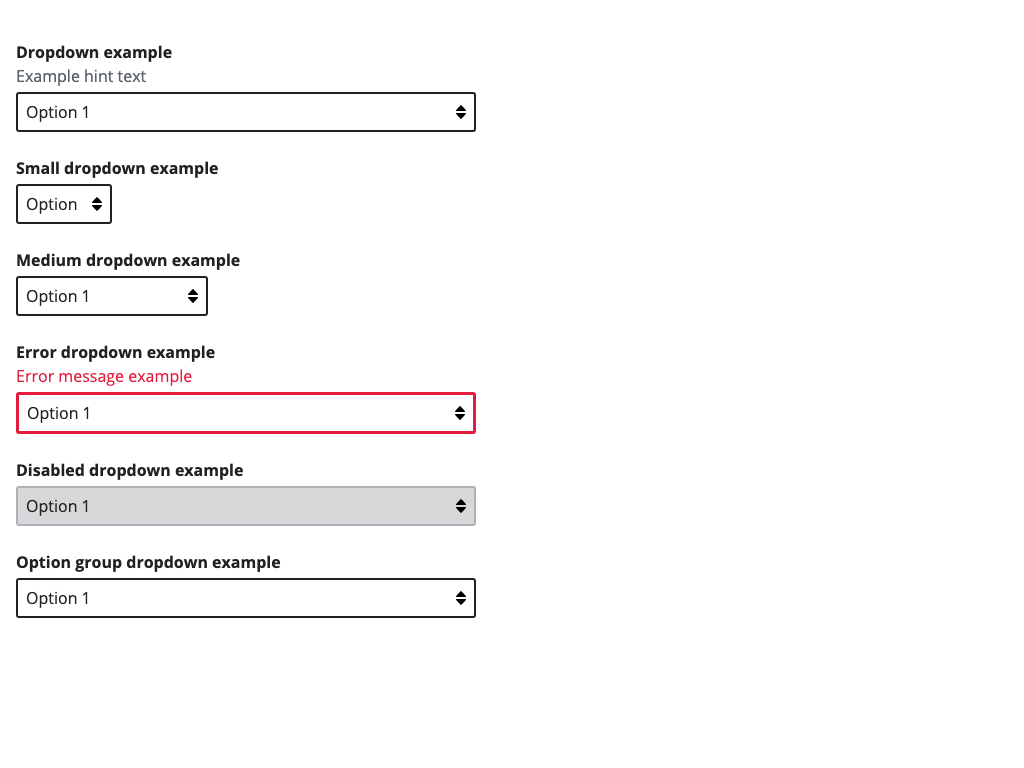 Dropdown example
Example hint text
Option 1
Small dropdown example
Option
Medium dropdown example
Option 1
Error dropdown example
Error message example
Option 1
Disabled dropdown example
Option 1
Option group dropdown example
Option 1